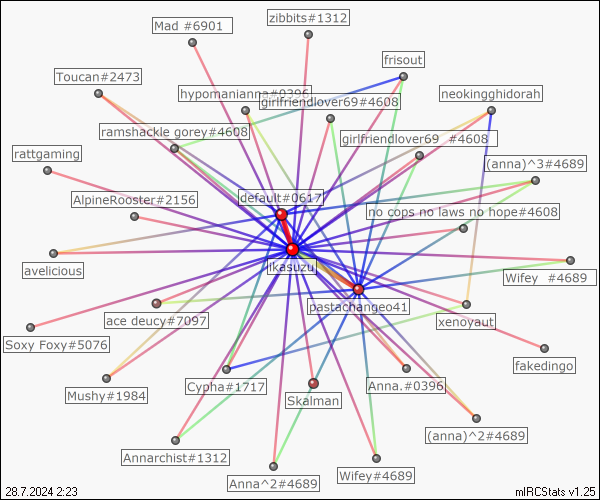 zibbits#1312
Mad #6901
frisout
Toucan#2473
hypomanianna#0396
neokingghidorah
girlfriendlover69#4608
ramshackle gorey#4608
girlfriendlover69 #4608
rattgaming
(anna)^3#4689
AlpineRooster#2156
default#0617
no cops no laws no hope#4608
avelicious
ikasuzu
Wifey #4689
pastachangeo41
ace deucy#7097
xenoyaut
Soxy Foxy#5076
fakedingo
Mushy#1984
Cypha#1717
Anna.#0396
Skalman
(anna)^2#4689
Annarchist#1312
Anna^2#4689
Wifey#4689
28.7.2024 2:23
mIRCStats v1.25